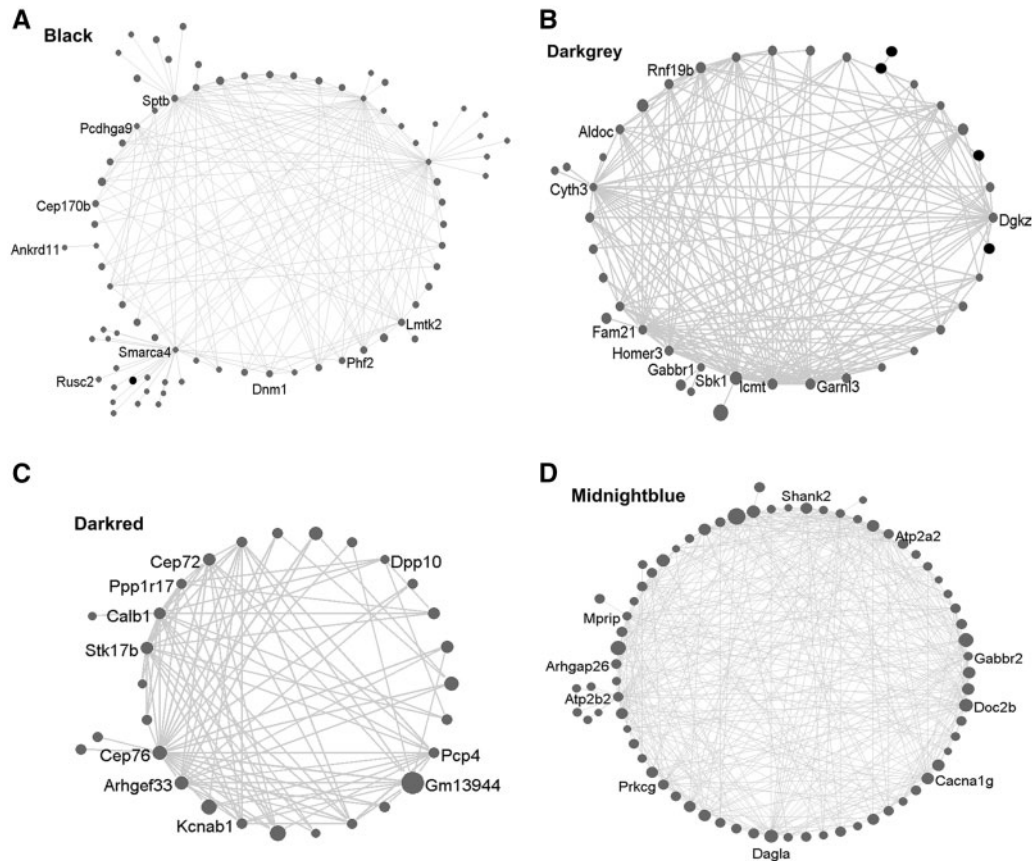 A
Black
Sptb
Pcdhga9
Cep170b
Ankrd11
Lmtk2
Smarca4
Phf2
Rusc2
Dnm1
B
Darkgrey
Rnf19b
Aldoc
Cyth3
Dgkz
Fam21
Homer3
Gabbr1
Sbk1
Icmt
Garnl3
C
Darkred
Cep72
Dpp10
Ppp1r17
Calb1
Stk17b
Cep76
Pcp4
Arhgef33
Gm13944
Kcnab1
D
Midnightblue
Shank2
Atp2a2
Mprip
Arhgap26
Gabbr2
Atp2b2
Doc2b
Prkcg
Cacna1g
Dagla